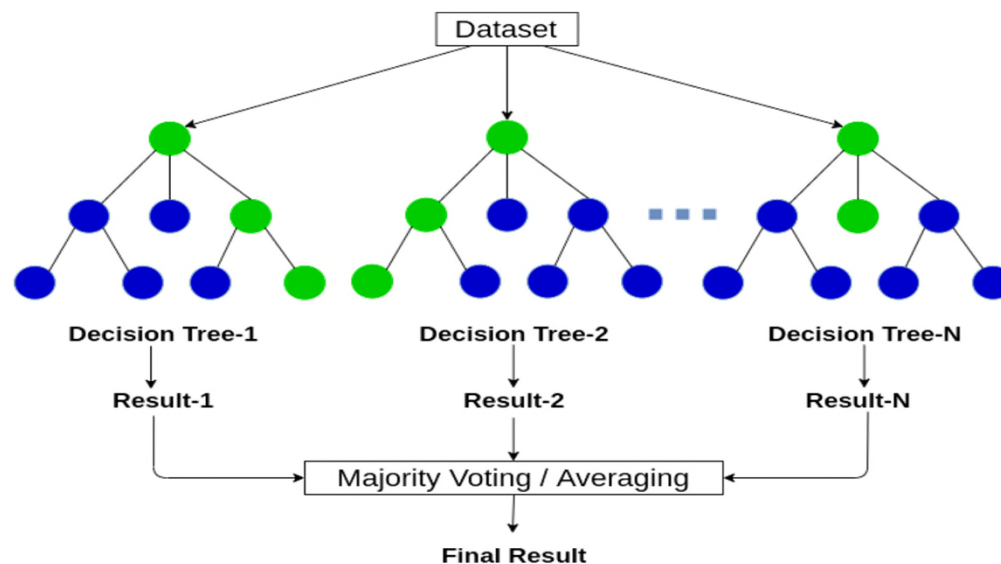 Dataset
Decision Tree-1
Decision Tree-2
Decision Tree-N
Result-1
Result-2
Result-N
Majority Voting / Averaging
Final Result